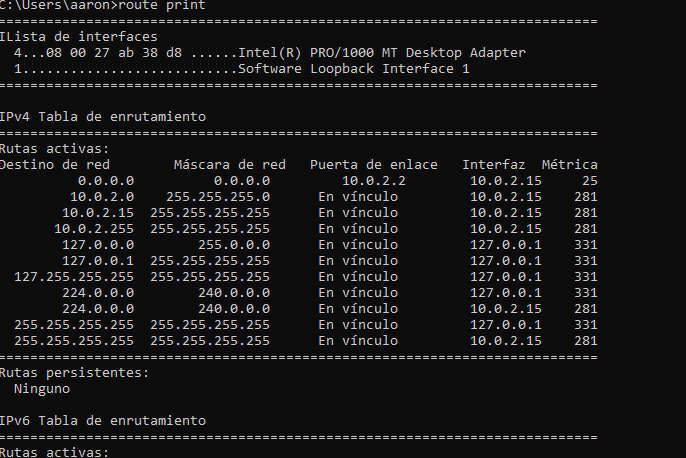 C:\Users\aaron>route print
===========================================================================
ILista de interfaces
  4...08 00 27 ab 38 d8 ......Intel(R) PRO/1000 MT Desktop Adapter
  1...........................Software Loopback Interface 1
===========================================================================

IPv4 Tabla de enrutamiento
===========================================================================
Rutas activas:
Destino de red        Máscara de red   Puerta de enlace   Interfaz  Métrica
          0.0.0.0          0.0.0.0         10.0.2.2        10.0.2.15     25
         10.0.2.0    255.255.255.0      En vínculo         10.0.2.15    281
        10.0.2.15  255.255.255.255      En vínculo         10.0.2.15    281
       10.0.2.255  255.255.255.255      En vínculo         10.0.2.15    281
        127.0.0.0        255.0.0.0      En vínculo         127.0.0.1    331
        127.0.0.1  255.255.255.255      En vínculo         127.0.0.1    331
  127.255.255.255  255.255.255.255      En vínculo         127.0.0.1    331
        224.0.0.0        240.0.0.0      En vínculo         127.0.0.1    331
        224.0.0.0        240.0.0.0      En vínculo         10.0.2.15    281
  255.255.255.255  255.255.255.255      En vínculo         127.0.0.1    331
  255.255.255.255  255.255.255.255      En vínculo         10.0.2.15    281
===========================================================================
Rutas persistentes:
  Ninguno

IPv6 Tabla de enrutamiento
===========================================================================
Rutas activas: